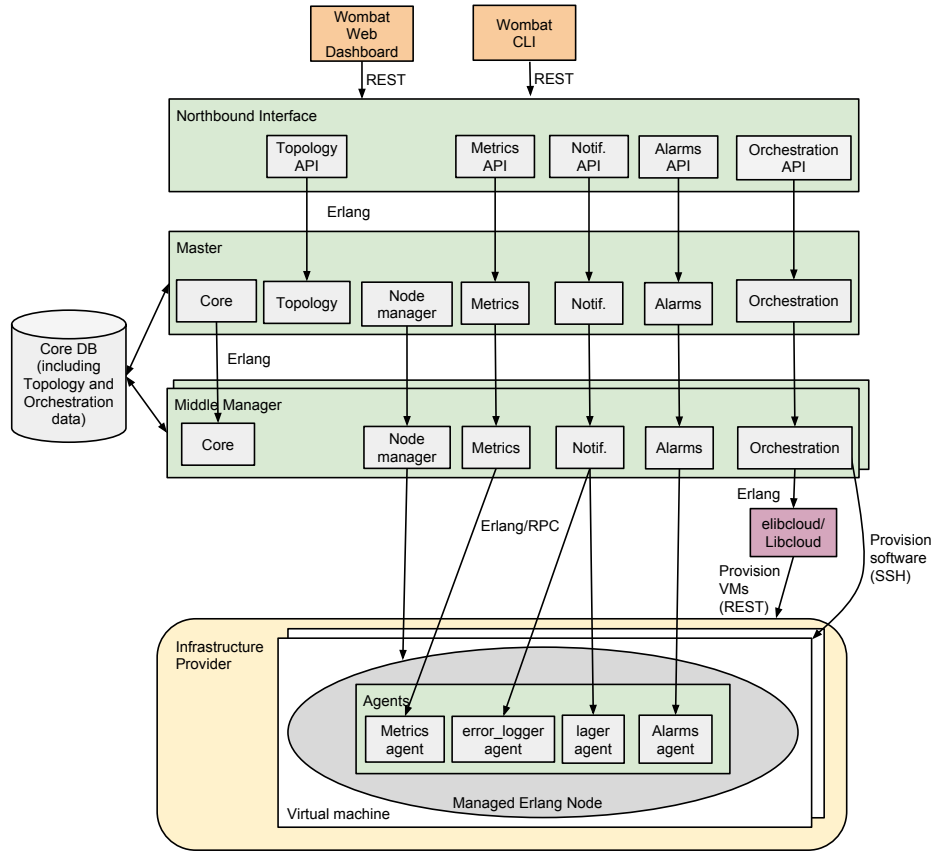 Wombat
Web
Dashboard
Wombat
CLI
REST
REST
Northbound Interface
Topology
API
Metrics
API
Notif.
API
Alarms
API
Orchestration
API
Erlang
Master
Core
Topology
Node
manager
Metrics
Notif.
Alarms
Orchestration
Core DB
(including
Topology and
Orchestration
data)
Erlang
Middle Manager
Core
Node
manager
Metrics
Notif.
Alarms
Orchestration
Erlang
Erlang/RPC
elibcloud/
Libcloud
Provision
software
(SSH)
Provision
VMs
(REST)
Infrastructure
Provider
Agents
Metrics
agent
error_logger
agent
lager
agent
Alarms
agent
Managed Erlang Node
Virtual machine